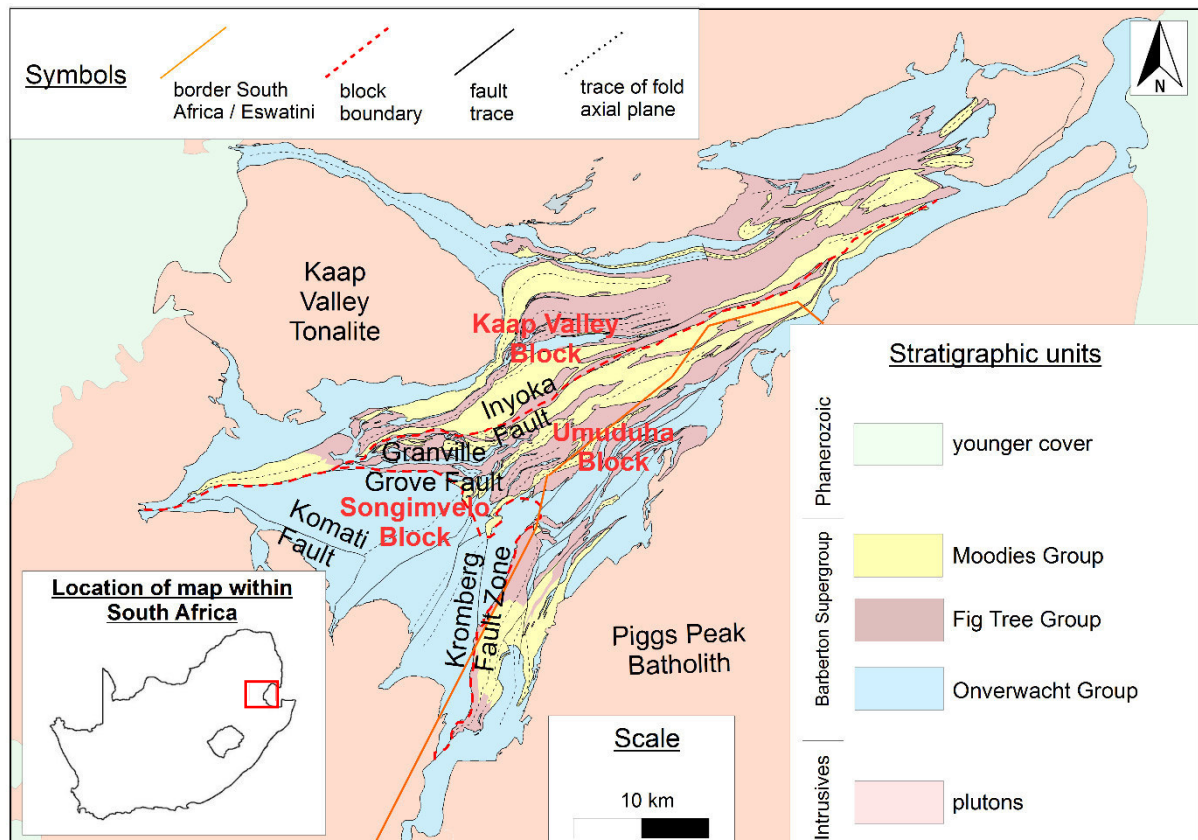 Symbols
border South
Africa / Eswatini
block
boundary
fault
trace
trace of fold
axial plane
N
Kaap
Valley
Tonalite
Kaap Valley
Block
Inyoka
Fault
Umuduha
Block
Granville
Grove Fault
Songimvelo
Block
Komati
Fault
Kromberg
Fault Zone
Piggs Peak
Batholith
Location of map within
South Africa
Scale
10 km
Stratigraphic units
Phanerozoic
younger cover
Barberton Supergroup
Moodies Group
Fig Tree Group
Onverwacht Group
Intrusives
plutons